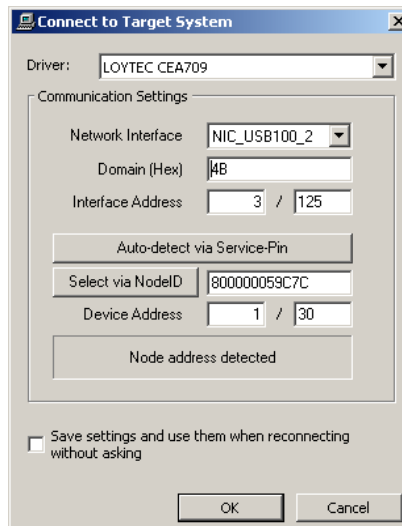 Connect to Target System
Driver: LOYTEC CEA709
Communication Settings
Network Interface NIC_USB100_2
Domain (Hex) 4B
Interface Address 3 / 125
Auto-detect via Service-Pin
Select via NodeID 800000059C7C
Device Address 1 / 30
Node address detected
Save settings and use them when reconnecting
without asking
OK Cancel